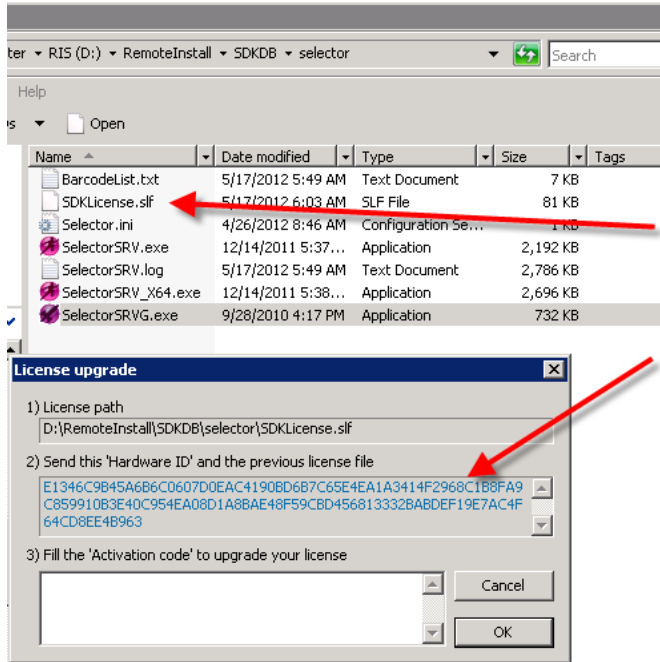 ter ▾ RIS (D:) ▾ RemoteInstall ▾ SDKDB ▾ selector Search
Help
Open
Name Date modified Type Size Tags
BarcodeList.txt 5/17/2012 5:49 AM Text Document 7 KB
SDKLicense.slf 5/17/2012 6:03 AM SLF File 81 KB
Selector.ini 4/26/2012 8:46 AM Configuration Se... 1 KB
SelectorSRV.exe 12/14/2011 5:37... Application 2,192 KB
SelectorSRV.log 5/17/2012 5:49 AM Text Document 2,786 KB
SelectorSRV_X64.exe 12/14/2011 5:38... Application 2,696 KB
SelectorSRVG.exe 9/28/2010 4:17 PM Application 732 KB
License upgrade
1) License path
D:\RemoteInstall\SDKDB\selector\SDKLicense.slf
2) Send this 'Hardware ID' and the previous license file
E1346C9B45A6B6C0607D0EAC4190BD6B7C65E4EA1A3414F2968C1B8FA9
C859910B3E40C954EA08D1A8BAE48F59CBD456813332BABDEF19E7AC4F
64CD8EE4B963
3) Fill the 'Activation code' to upgrade your license
Cancel
OK